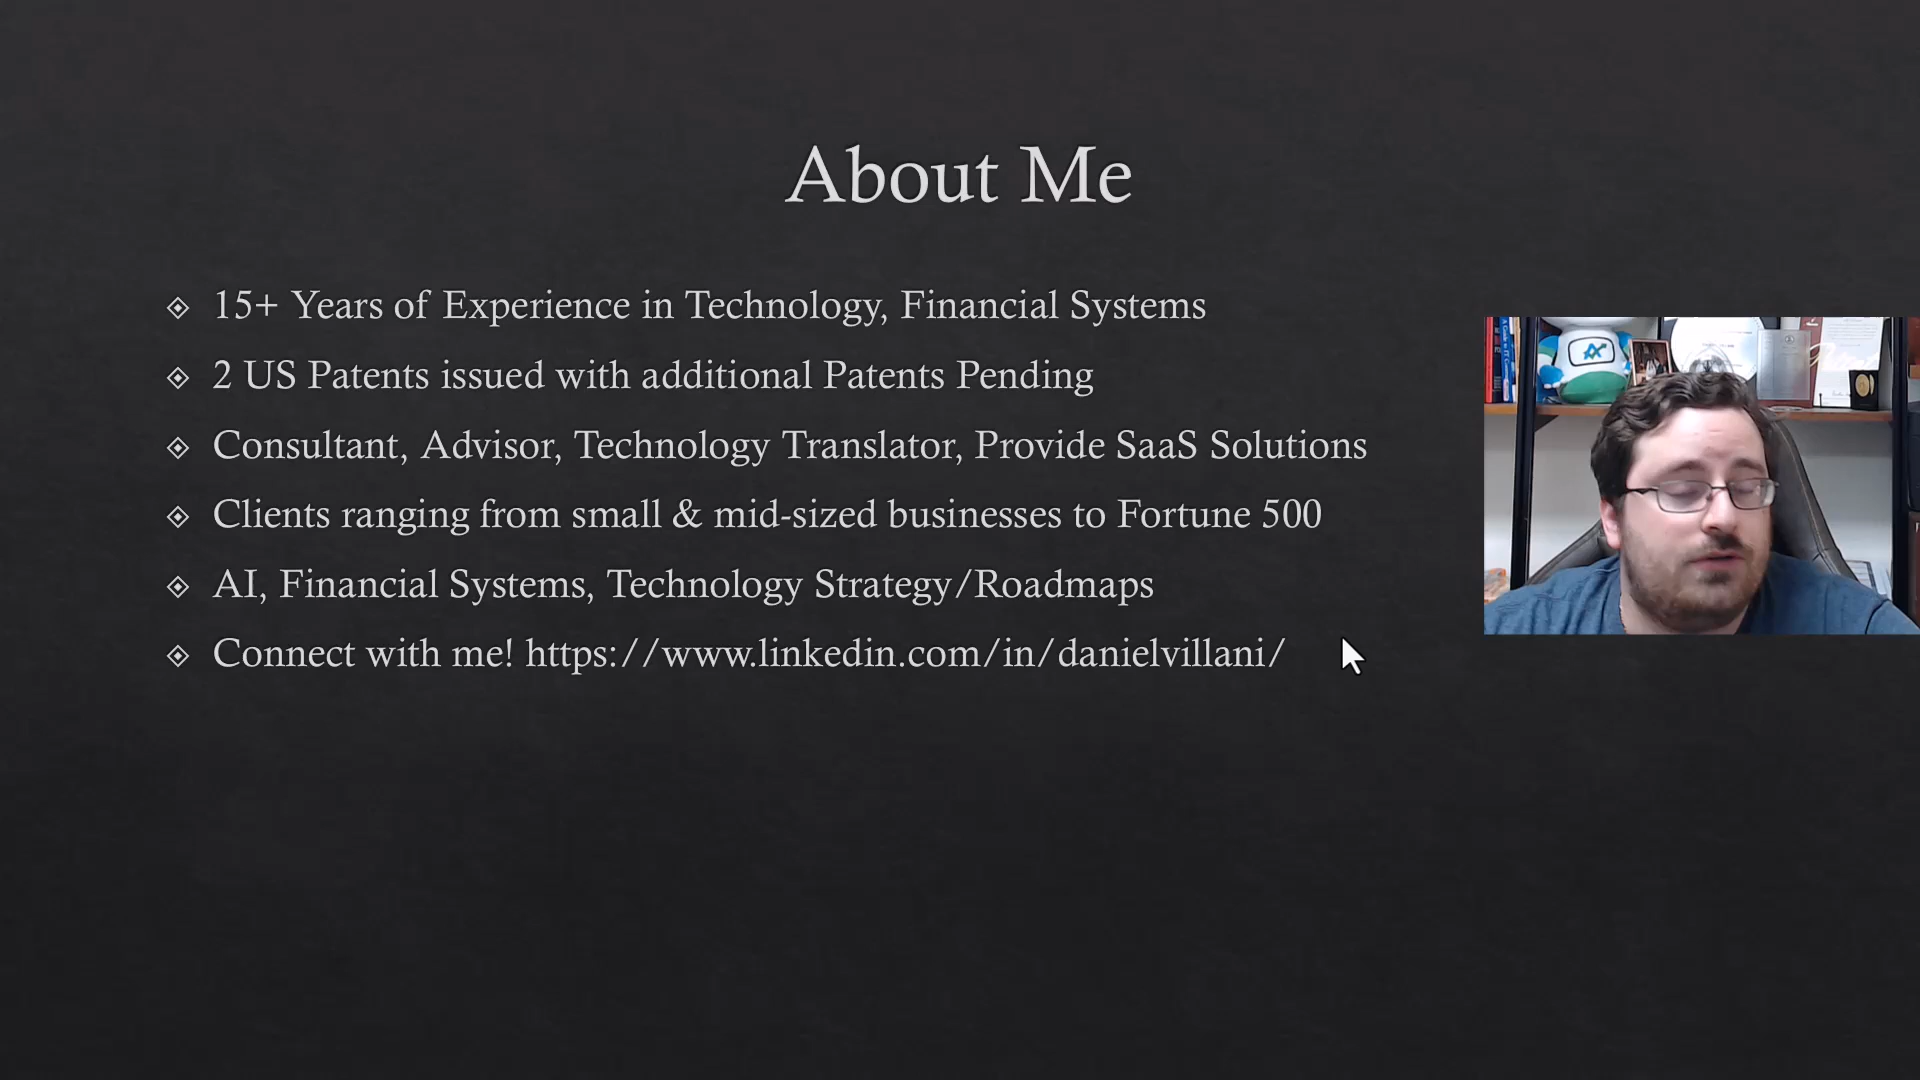 About Me
15+ Years of Experience in Technology, Financial Systems
2 US Patents issued with additional Patents Pending
Consultant, Advisor, Technology Translator, Provide SaaS Solutions
Clients ranging from small & mid-sized businesses to Fortune 500
AI, Financial Systems, Technology Strategy/Roadmaps
Connect with me! https://www.linkedin.com/in/danielvillani/